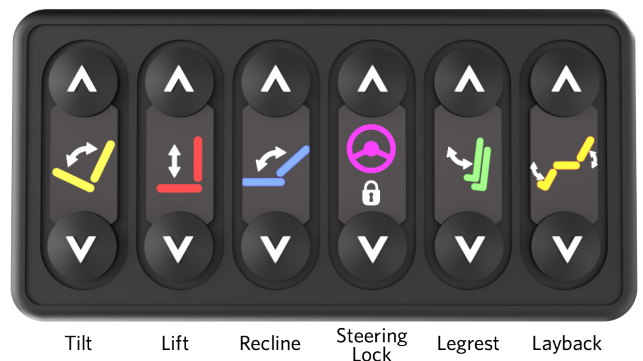 Tilt
Lift
Recline
Steering
Lock
Legrest
Layback